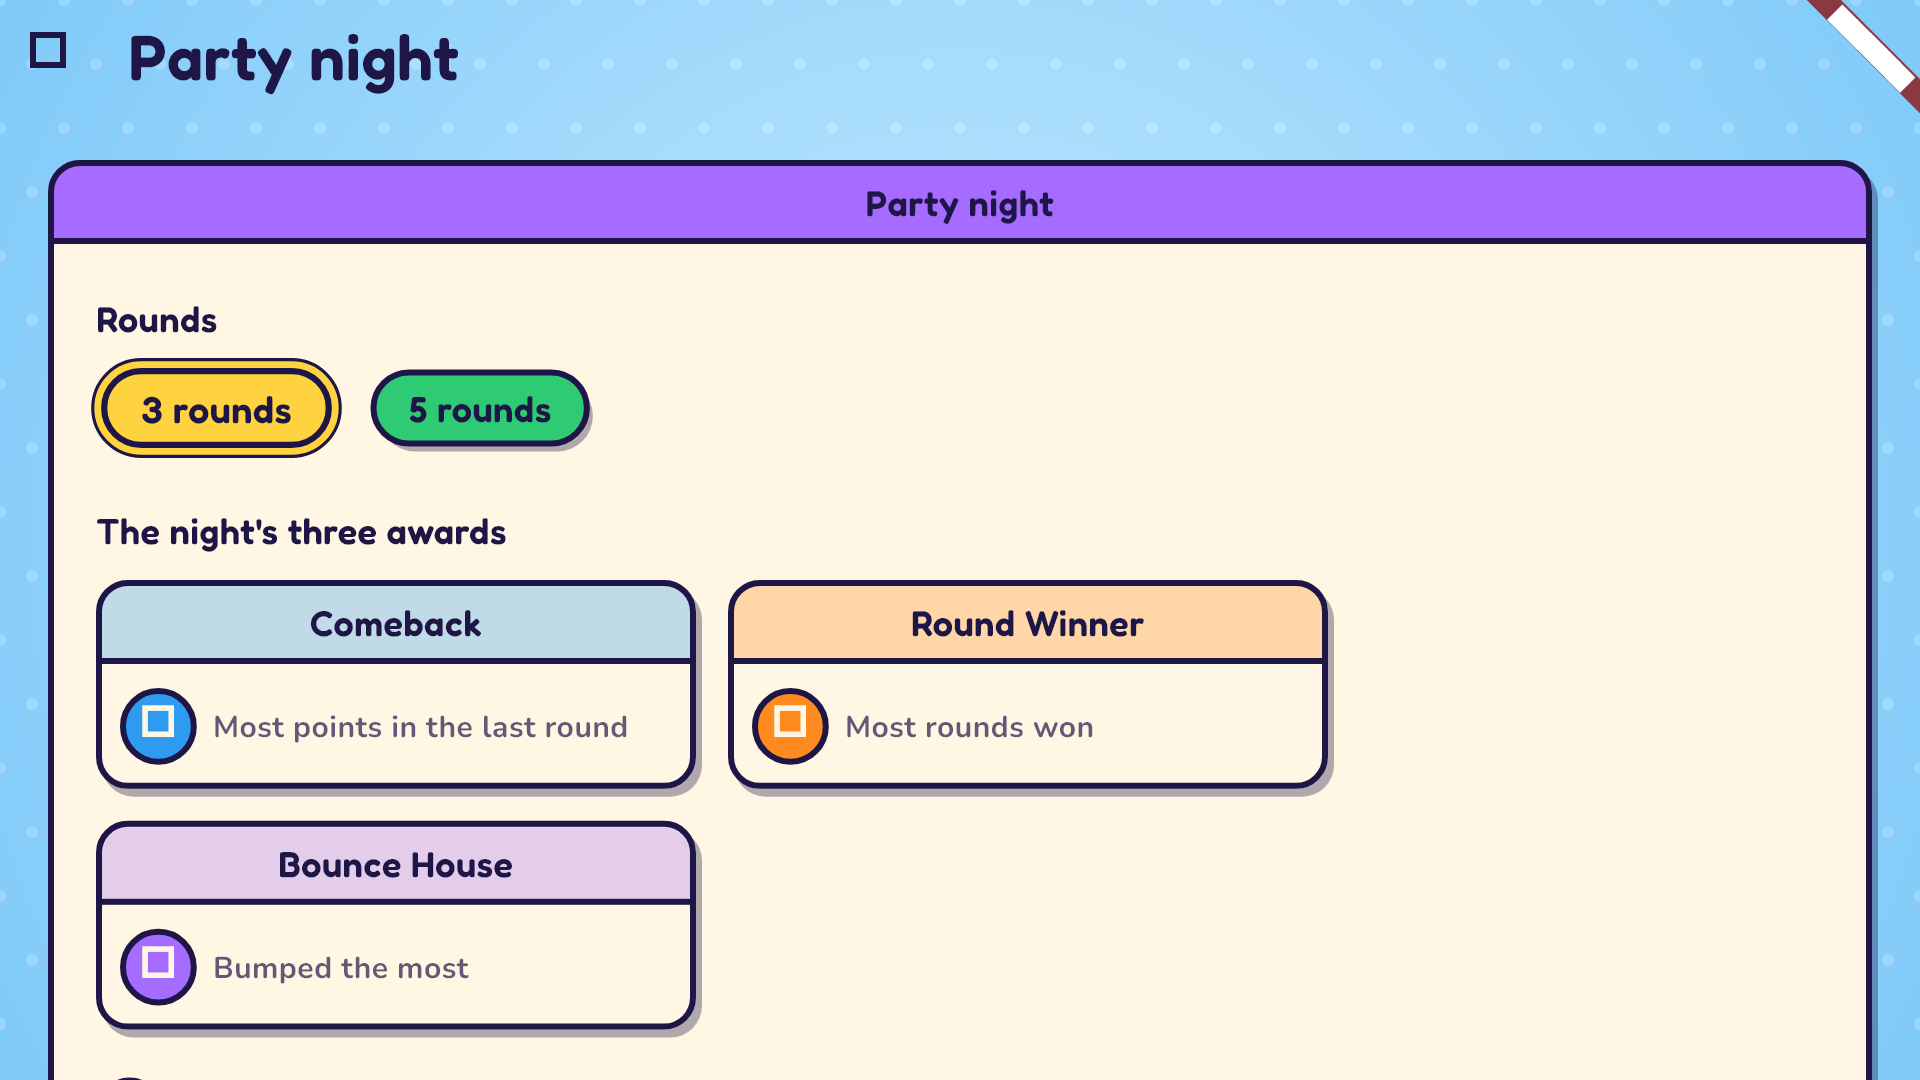 Party night
Party night
Rounds
3 rounds
5 rounds
The night's three awards
Comeback
Round Winner
Most points in the last round
Most rounds won
Bounce House
Bumped the most